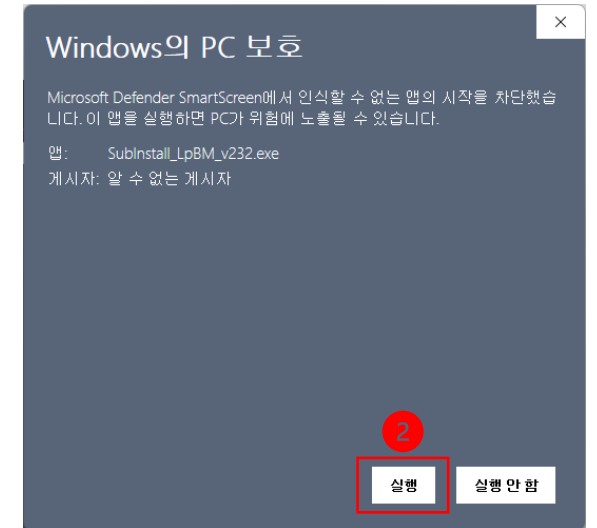 Windows의 PC 보호
Microsoft Defender SmartScreen에서 인식할 수 없는 앱의 시작을 차단했습
니다. 이 앱을 실행하면 PC가 위험에 노출될 수 있습니다.
앱: SubInstall_LpBM_v232.exe
게시자: 알 수 없는 게시자
2
실행 실행 안 함